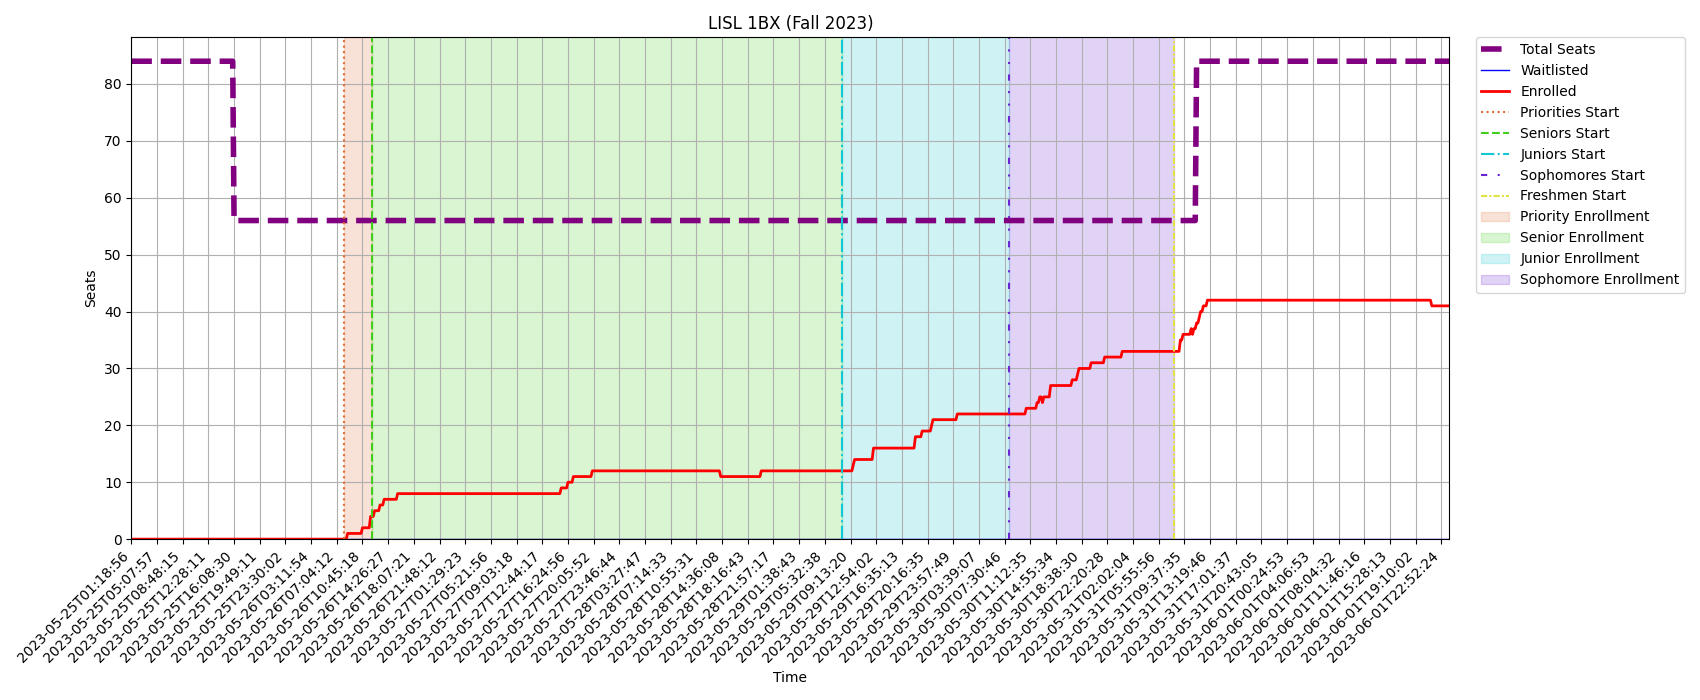 LISL 1BX (Fall 2023)
Total Seats
Waitlisted
Enrolled
Priorities Start
Seniors Start
Juniors Start
Sophomores Start
Freshmen Start
Priority Enrollment
Senior Enrollment
Junior Enrollment
Sophomore Enrollment
Seats
80
70
60
50
40
30
20
10
0
2023-05-25T01:18:56
2023-05-25T05:07:57
2023-05-25T08:48:15
2023-05-25T12:28:11
2023-05-25T16:08:30
2023-05-25T19:49:11
2023-05-25T23:30:02
2023-05-26T03:11:54
2023-05-26T07:04:12
2023-05-26T10:45:18
2023-05-26T14:26:27
2023-05-26T18:07:21
2023-05-26T21:48:12
2023-05-27T01:29:23
2023-05-27T05:21:56
2023-05-27T09:03:18
2023-05-27T12:44:17
2023-05-27T16:24:56
2023-05-27T20:05:52
2023-05-27T23:46:44
2023-05-28T03:27:47
2023-05-28T07:14:33
2023-05-28T10:55:31
2023-05-28T14:36:08
2023-05-28T18:16:43
2023-05-28T21:57:17
2023-05-29T01:38:43
2023-05-29T05:32:38
2023-05-29T09:13:20
2023-05-29T12:54:02
2023-05-29T16:35:13
2023-05-29T20:16:35
2023-05-29T23:57:49
2023-05-30T03:39:07
2023-05-30T07:30:46
2023-05-30T11:12:35
2023-05-30T14:55:34
2023-05-30T18:38:30
2023-05-30T22:20:28
2023-05-31T02:02:04
2023-05-31T05:55:56
2023-05-31T09:37:35
2023-05-31T13:19:46
2023-05-31T17:01:37
2023-05-31T20:43:05
2023-06-01T00:24:53
2023-06-01T04:06:53
2023-06-01T08:04:32
2023-06-01T11:46:16
2023-06-01T15:28:13
2023-06-01T19:10:02
2023-06-01T22:52:24
Time